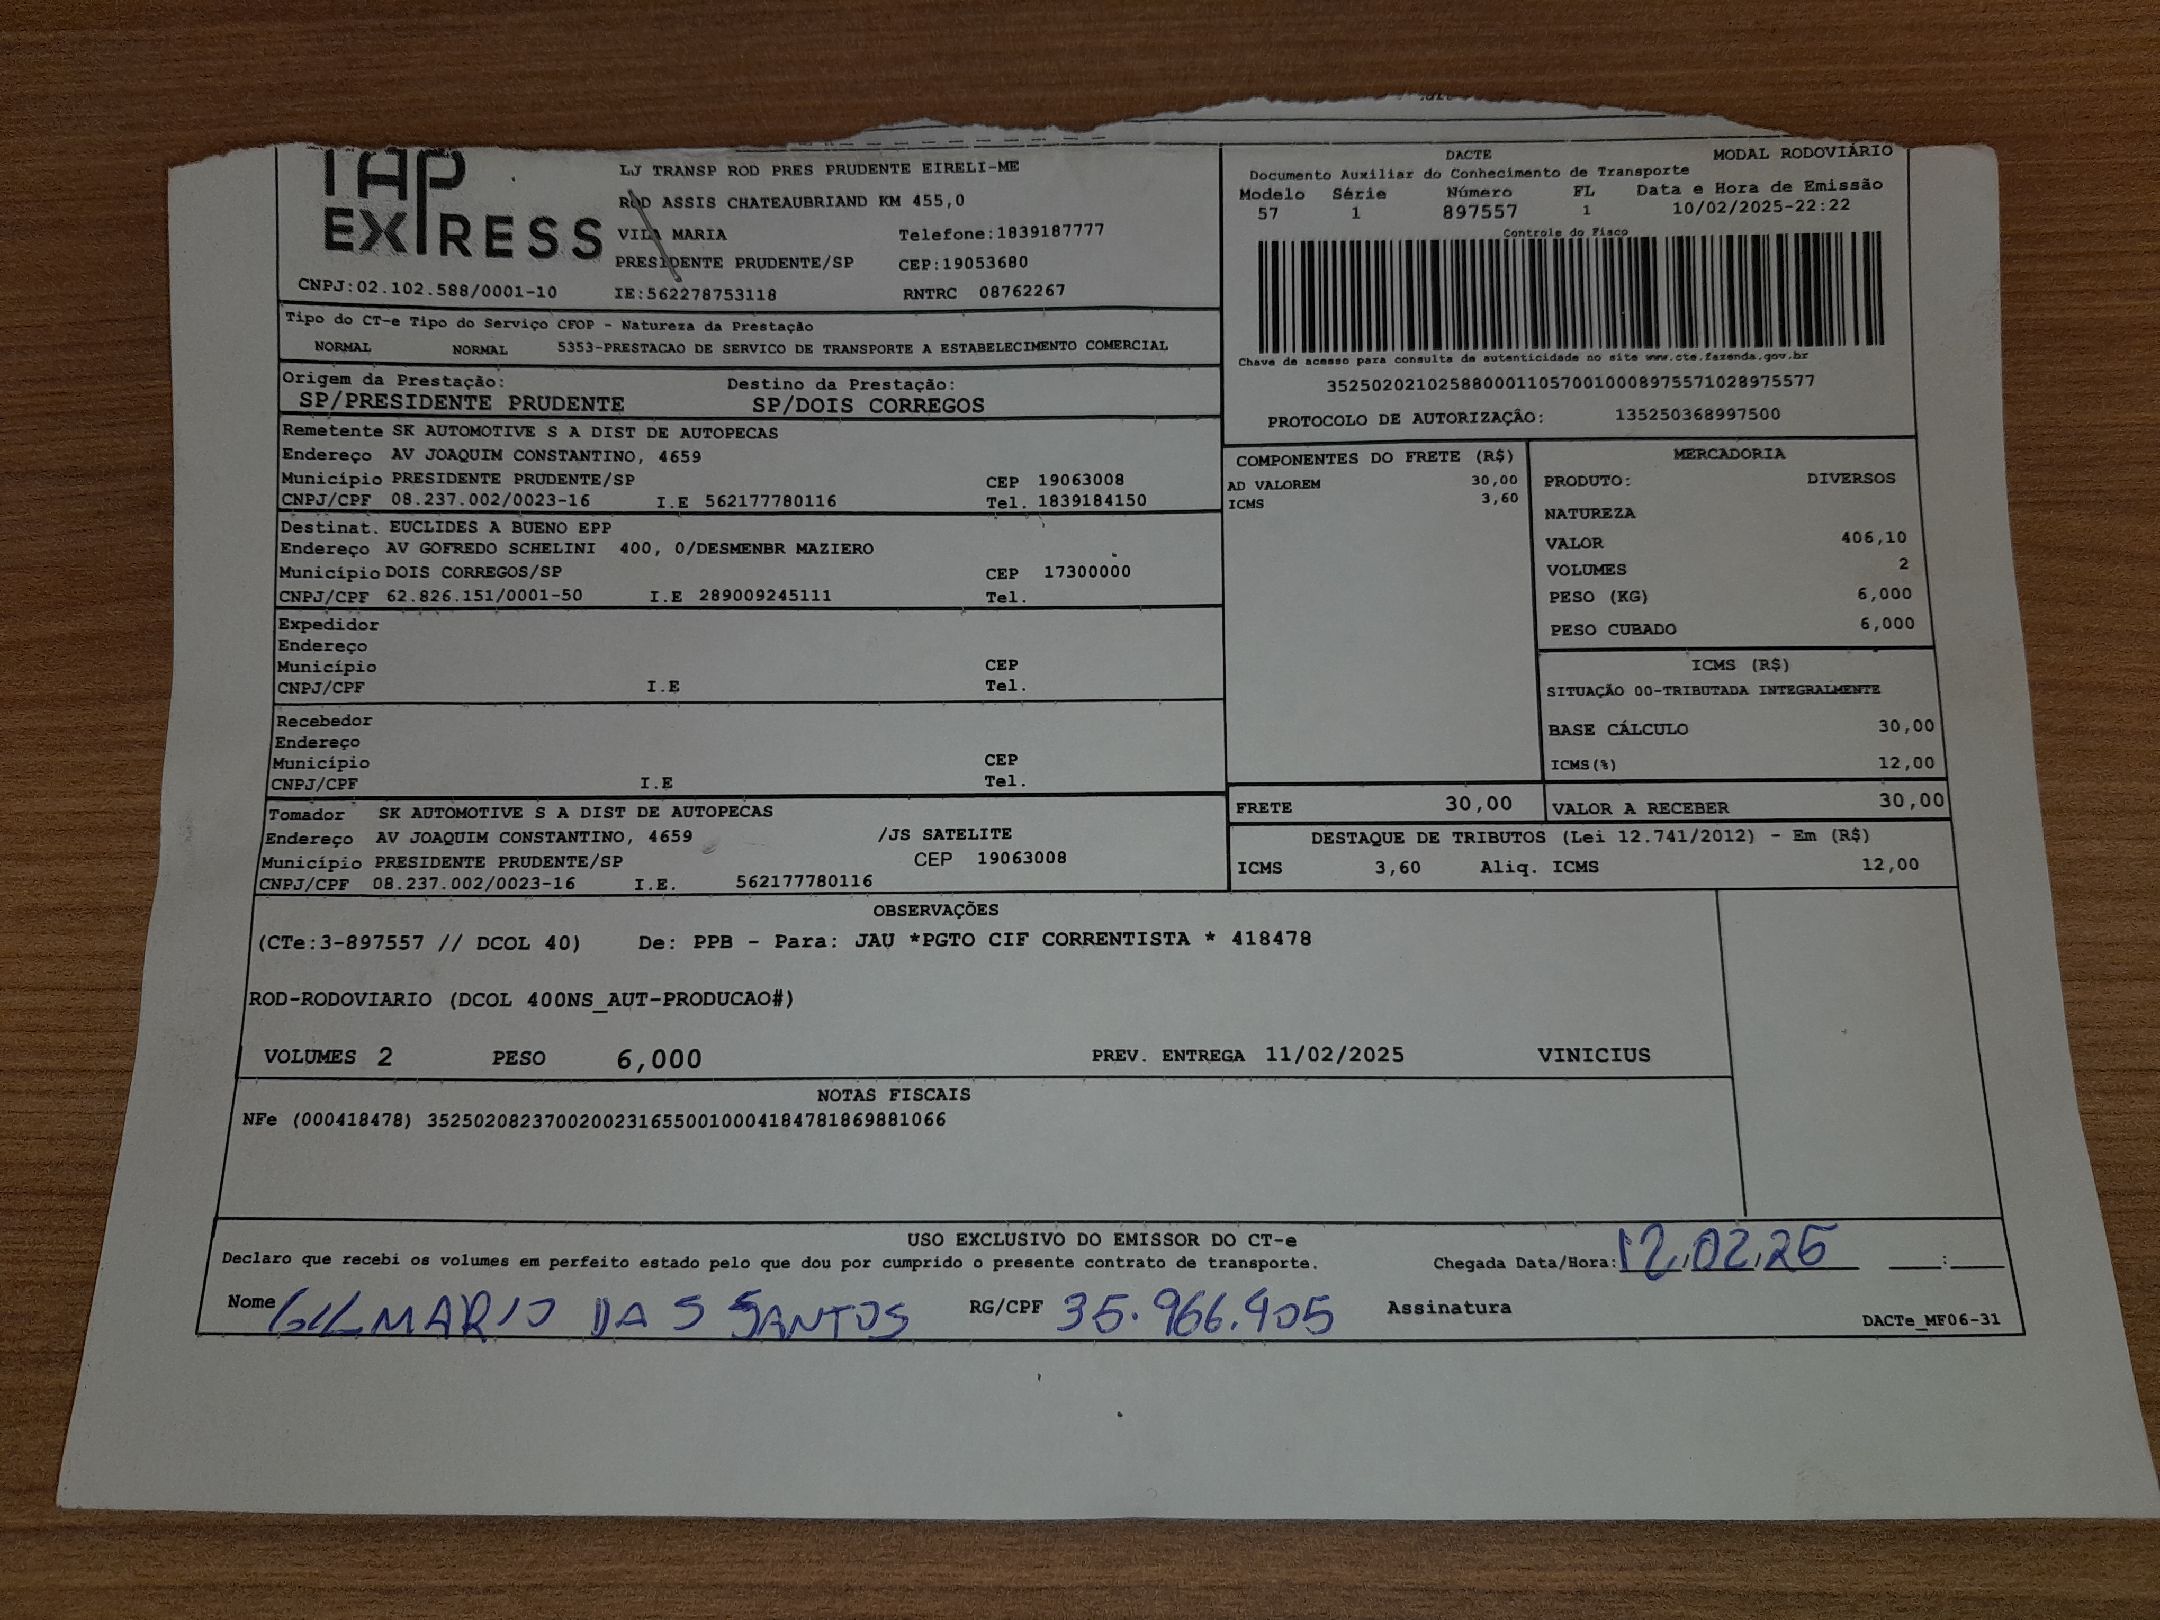 TAP
EXPRESS
CNPJ:02.102.588/0001-10
LJ TRANSP ROD PRES PRUDENTE EIRELI-ME
ROD ASSIS CHATEAUBRIAND KM 455,0
VILA MARIA Telefone:1839187777
PRESIDENTE PRUDENTE/SP CEP:19053680
IE:562278753118 RNTRC 08762267
DACTE MODAL RODOVIÁRIO
Documento Auxiliar do Conhecimento de Transporte
Modelo Série Número FL Data e Hora de Emissão
57 1 897557 1 10/02/2025-22:22
Controle do Fisco
Chave de acesso para consulta de autenticidade no site www.cte.fazenda.gov.br
35250202102588000110570010008975571028975577
PROTOCOLO DE AUTORIZAÇÂO: 135250368997500
Tipo do CT-e Tipo do Serviço CFOP - Natureza da Prestação
NORMAL NORMAL 5353-PRESTACAO DE SERVICO DE TRANSPORTE A ESTABELECIMENTO COMERCIAL
Origem da Prestação: Destino da Prestação:
SP/PRESIDENTE PRUDENTE SP/DOIS CORREGOS
Remetente SK AUTOMOTIVE S A DIST DE AUTOPECAS
Endereço AV JOAQUIM CONSTANTINO, 4659
Município PRESIDENTE PRUDENTE/SP CEP 19063008
CNPJ/CPF 08.237.002/0023-16 I.E 562177780116 Tel. 1839184150
Destinat. EUCLIDES A BUENO EPP
Endereço AV GOFREDO SCHELINI 400, 0/DESMENBR MAZIERO
Município DOIS CORREGOS/SP CEP 17300000
CNPJ/CPF 62.826.151/0001-50 I.E 289009245111 Tel.
Expedidor
Endereço
Município CEP
CNPJ/CPF I.E Tel.
Recebedor
Endereço
Município CEP
CNPJ/CPF I.E Tel.
Tomador SK AUTOMOTIVE S A DIST DE AUTOPECAS
Endereço AV JOAQUIM CONSTANTINO, 4659 /JS SATELITE
Município PRESIDENTE PRUDENTE/SP CEP 19063008
CNPJ/CPF 08.237.002/0023-16 I.E. 562177780116
COMPONENTES DO FRETE (R$)
AD VALOREM 30,00
ICMS 3,60
FRETE 30,00
MERCADORIA
PRODUTO: DIVERSOS
NATUREZA
VALOR 406,10
VOLUMES 2
PESO (KG) 6,000
PESO CUBADO 6,000
ICMS (R$)
SITUAÇÃO 00-TRIBUTADA INTEGRALMENTE
BASE CÁLCULO 30,00
ICMS(%) 12,00
VALOR A RECEBER 30,00
DESTAQUE DE TRIBUTOS (Lei 12.741/2012) - Em (R$)
ICMS 3,60 Aliq. ICMS 12,00
OBSERVAÇÕES
(CTe:3-897557 // DCOL 40) De: PPB - Para: JAU *PGTO CIF CORRENTISTA * 418478
ROD-RODOVIARIO (DCOL 400NS_AUT-PRODUCAO#)
VOLUMES 2 PESO 6,000 PREV. ENTREGA 11/02/2025 VINICIUS
NOTAS FISCAIS
NFe (000418478) 35250208237002002316550010004184781869881066
USO EXCLUSIVO DO EMISSOR DO CT-e
Declaro que recebi os volumes em perfeito estado pelo que dou por cumprido o presente contrato de transporte. Chegada Data/Hora: 12.02.25 :
Nome GILMARIO DAS SANTOS RG/CPF 35.966.905 Assinatura
DACTe_MF06-31